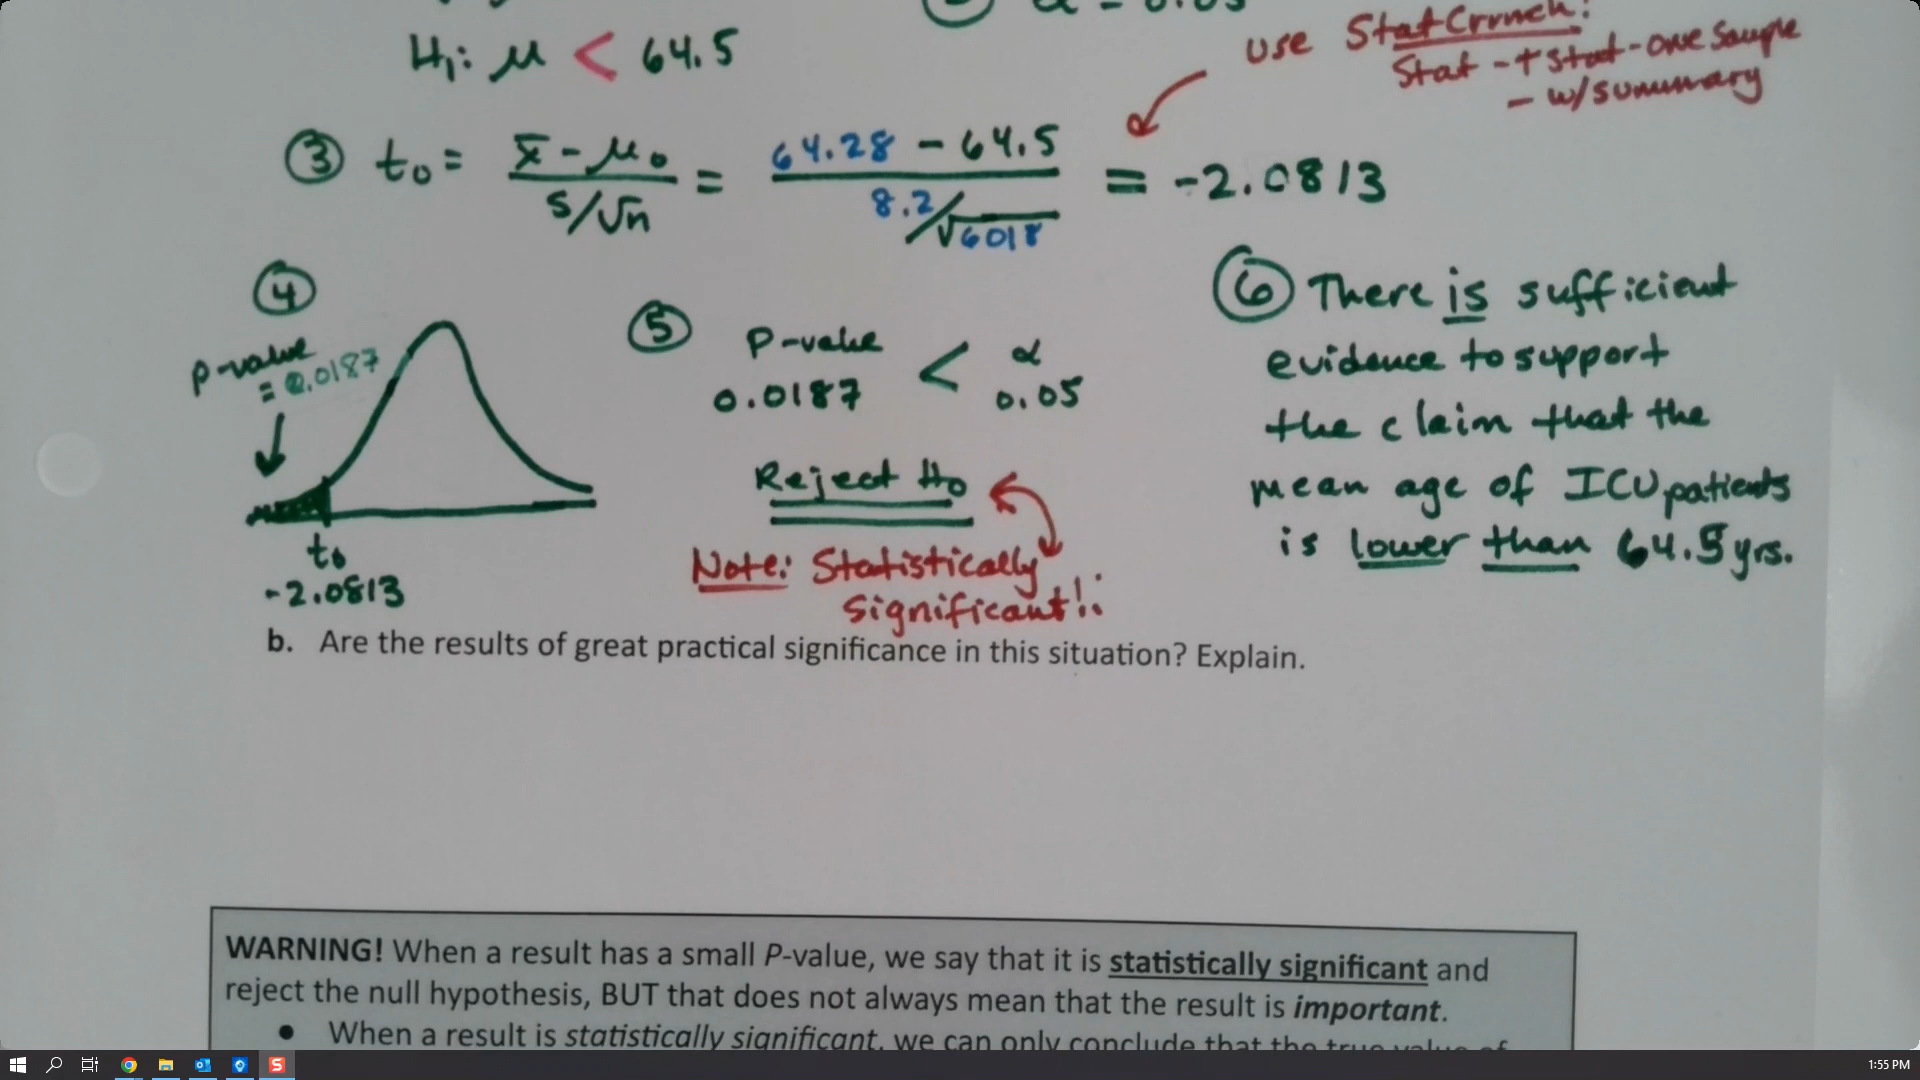 H₁: μ < 64.5
α = 0.05
use StatCrunch!
Stat - t stat - one sample
- w/summary
③ t₀ = x̄ - μ₀ / s/√n = 64.28 - 64.5 / 8.2/√6018 = -2.0813
④
P-value
= 0.0187
t₀
-2.0813
⑤
P-value < α
0.0187 0.05
Reject H₀
Note: Statistically
Significant!
⑥ There is sufficient
evidence to support
the claim that the
mean age of ICU patients
is lower than 64.5 yrs.
b. Are the results of great practical significance in this situation? Explain.
WARNING! When a result has a small P-value, we say that it is statistically significant and
reject the null hypothesis, BUT that does not always mean that the result is important.
• When a result is statistically significant, we can only conclude that the true value of
1:55 PM